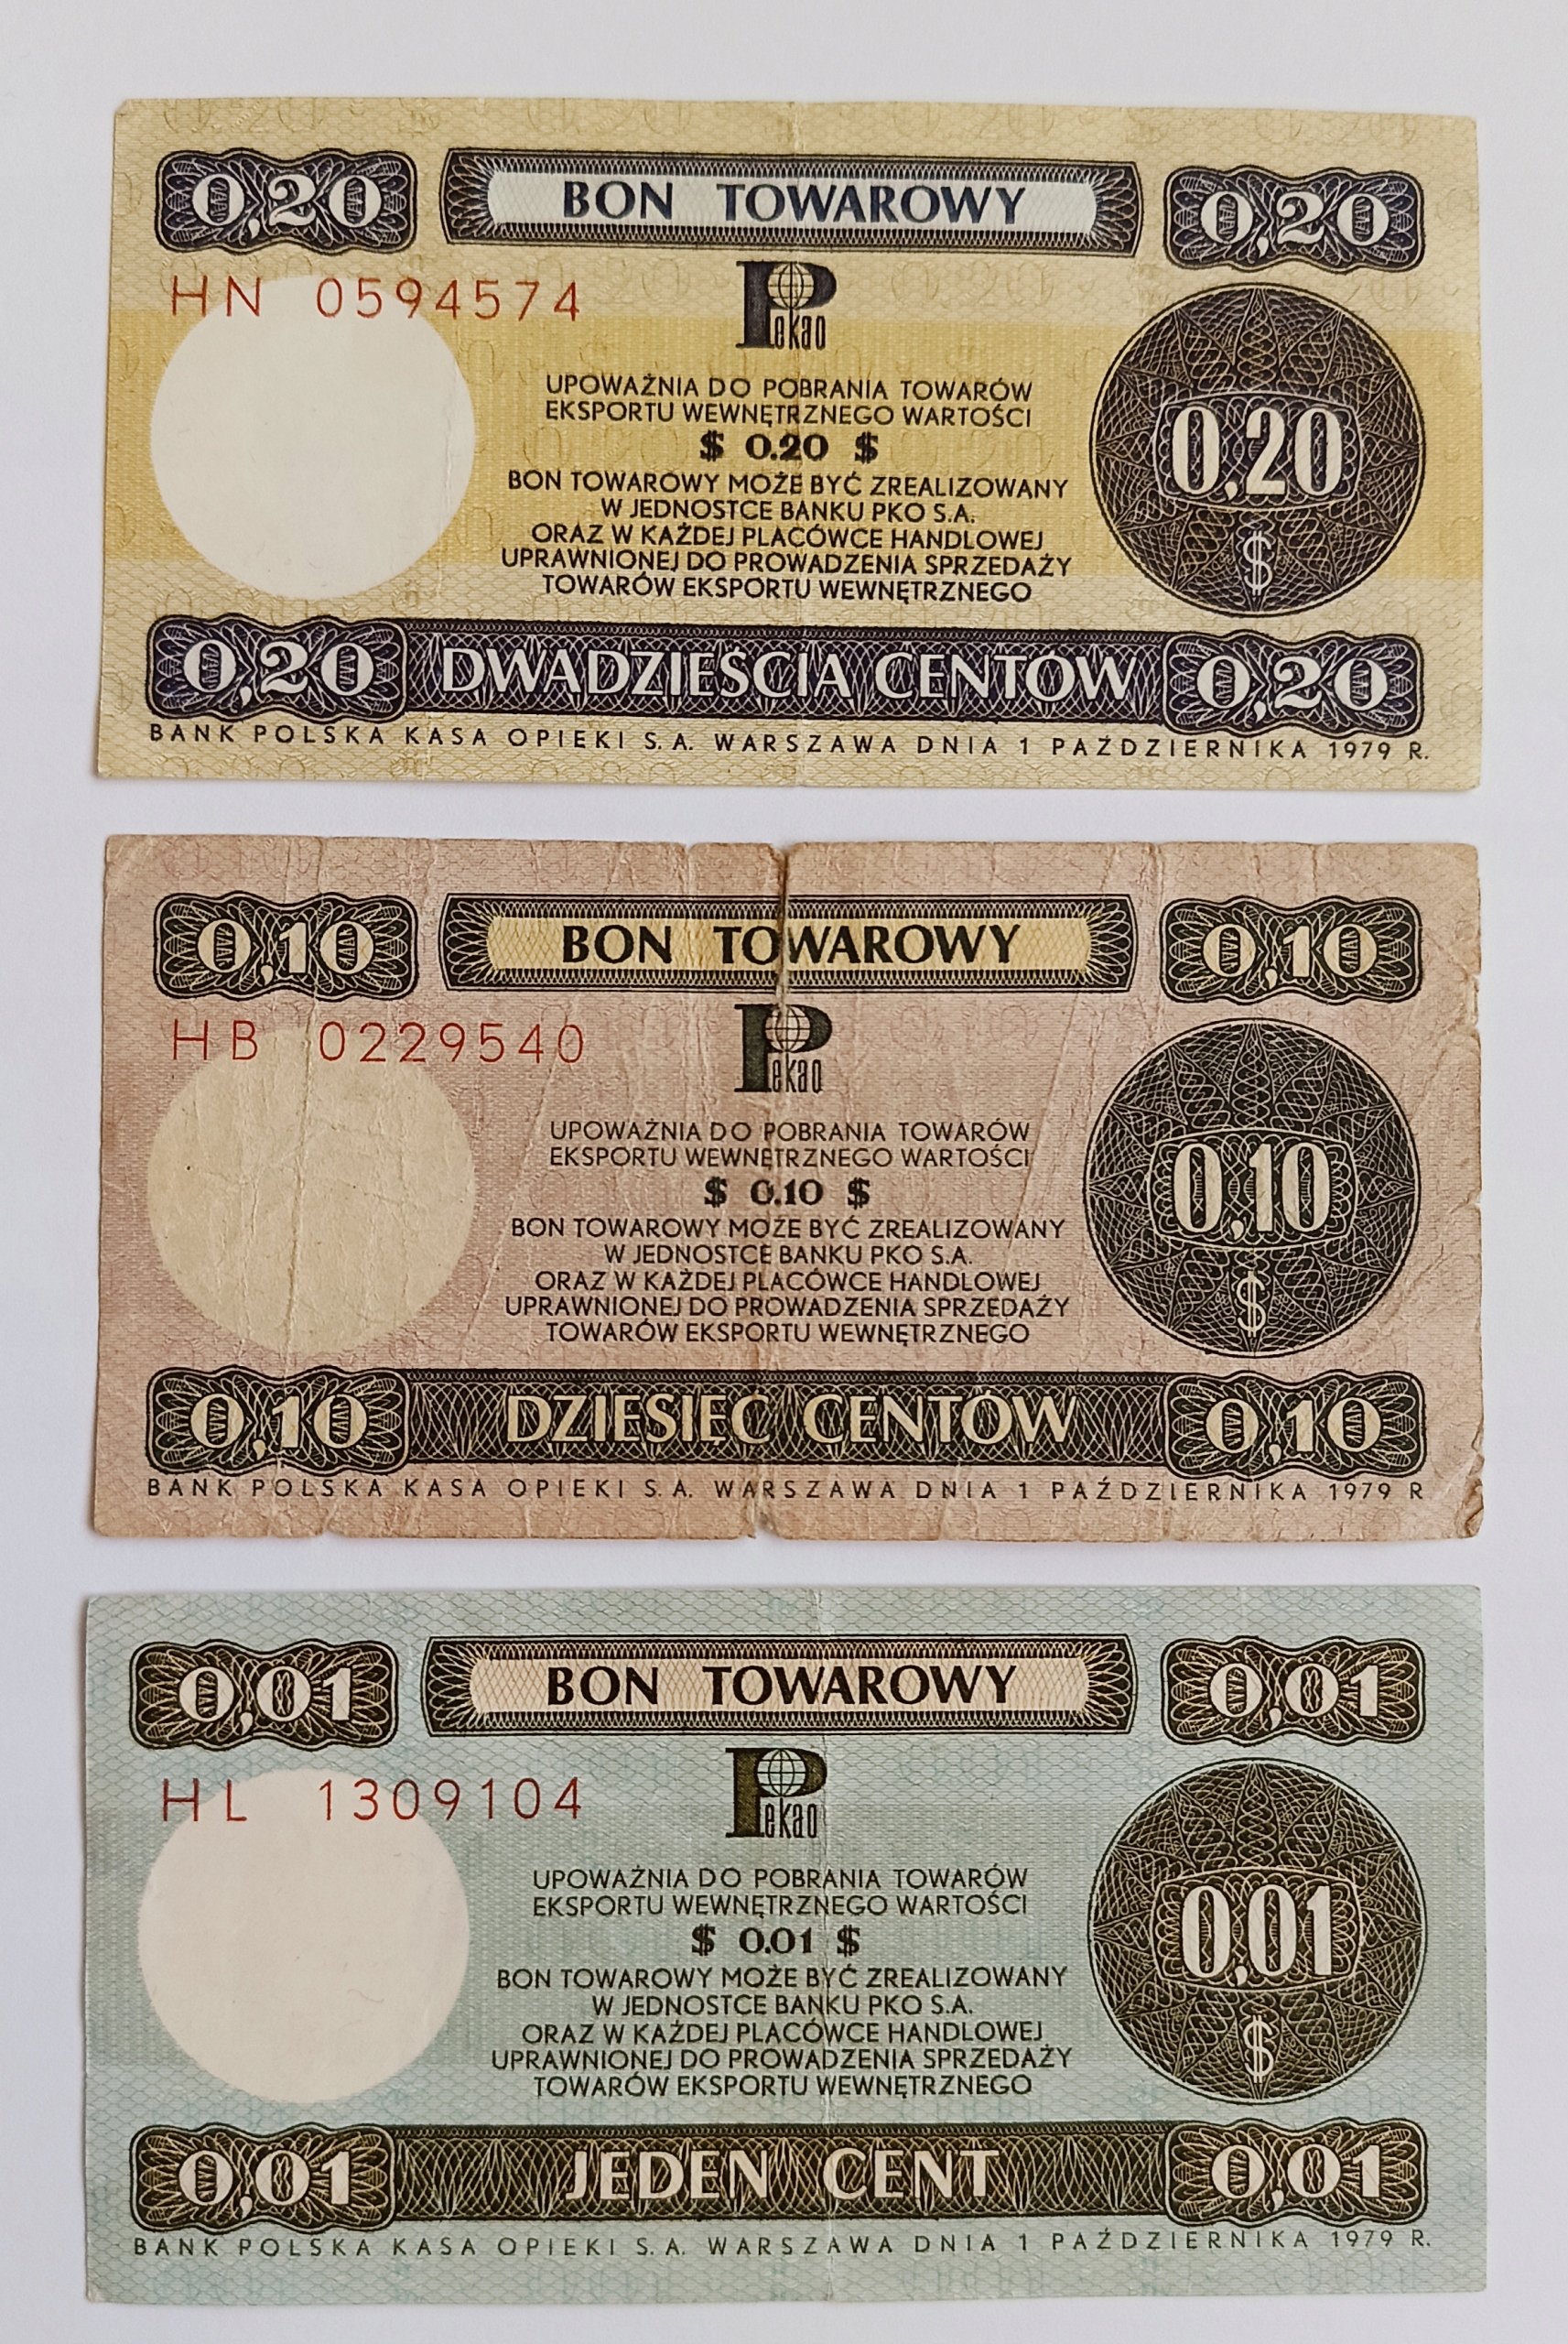 0,20 BON TOWAROWY 0,20
HN 0594574
Pekao
UPOWAŻNIA DO POBRANIA TOWARÓW
EKSPORTU WEWNĘTRZNEGO WARTOŚCI
$ 0.20 $
BON TOWAROWY MOŻE BYĆ ZREALIZOWANY
W JEDNOSTCE BANKU PKO S.A.
ORAZ W KAŻDEJ PLACÓWCE HANDLOWEJ
UPRAWNIONEJ DO PROWADZENIA SPRZEDAŻY
TOWARÓW EKSPORTU WEWNĘTRZNEGO
0,20
$
0,20 DWADZIEŚCIA CENTÓW 0,20
BANK POLSKA KASA OPIEKI S.A. WARSZAWA DNIA 1 PAŹDZIERNIKA 1979 R.
0,10 BON TOWAROWY 0,10
HB 0229540
Pekao
UPOWAŻNIA DO POBRANIA TOWARÓW
EKSPORTU WEWNĘTRZNEGO WARTOŚCI
$ 0.10 $
BON TOWAROWY MOŻE BYĆ ZREALIZOWANY
W JEDNOSTCE BANKU PKO S.A.
ORAZ W KAŻDEJ PLACÓWCE HANDLOWEJ
UPRAWNIONEJ DO PROWADZENIA SPRZEDAŻY
TOWARÓW EKSPORTU WEWNĘTRZNEGO
0,10
$
0,10 DZIESIĘĆ CENTÓW 0,10
BANK POLSKA KASA OPIEKI S.A. WARSZAWA DNIA 1 PAŹDZIERNIKA 1979 R
0,01 BON TOWAROWY 0,01
HL 1309104
Pekao
UPOWAŻNIA DO POBRANIA TOWARÓW
EKSPORTU WEWNĘTRZNEGO WARTOŚCI
$ 0.01 $
BON TOWAROWY MOŻE BYĆ ZREALIZOWANY
W JEDNOSTCE BANKU PKO S.A.
ORAZ W KAŻDEJ PLACÓWCE HANDLOWEJ
UPRAWNIONEJ DO PROWADZENIA SPRZEDAŻY
TOWARÓW EKSPORTU WEWNĘTRZNEGO
0,01
$
0,01 JEDEN CENT 0,01
BANK POLSKA KASA OPIEKI S.A. WARSZAWA DNIA 1 PAŹDZIERNIKA 1979 R.